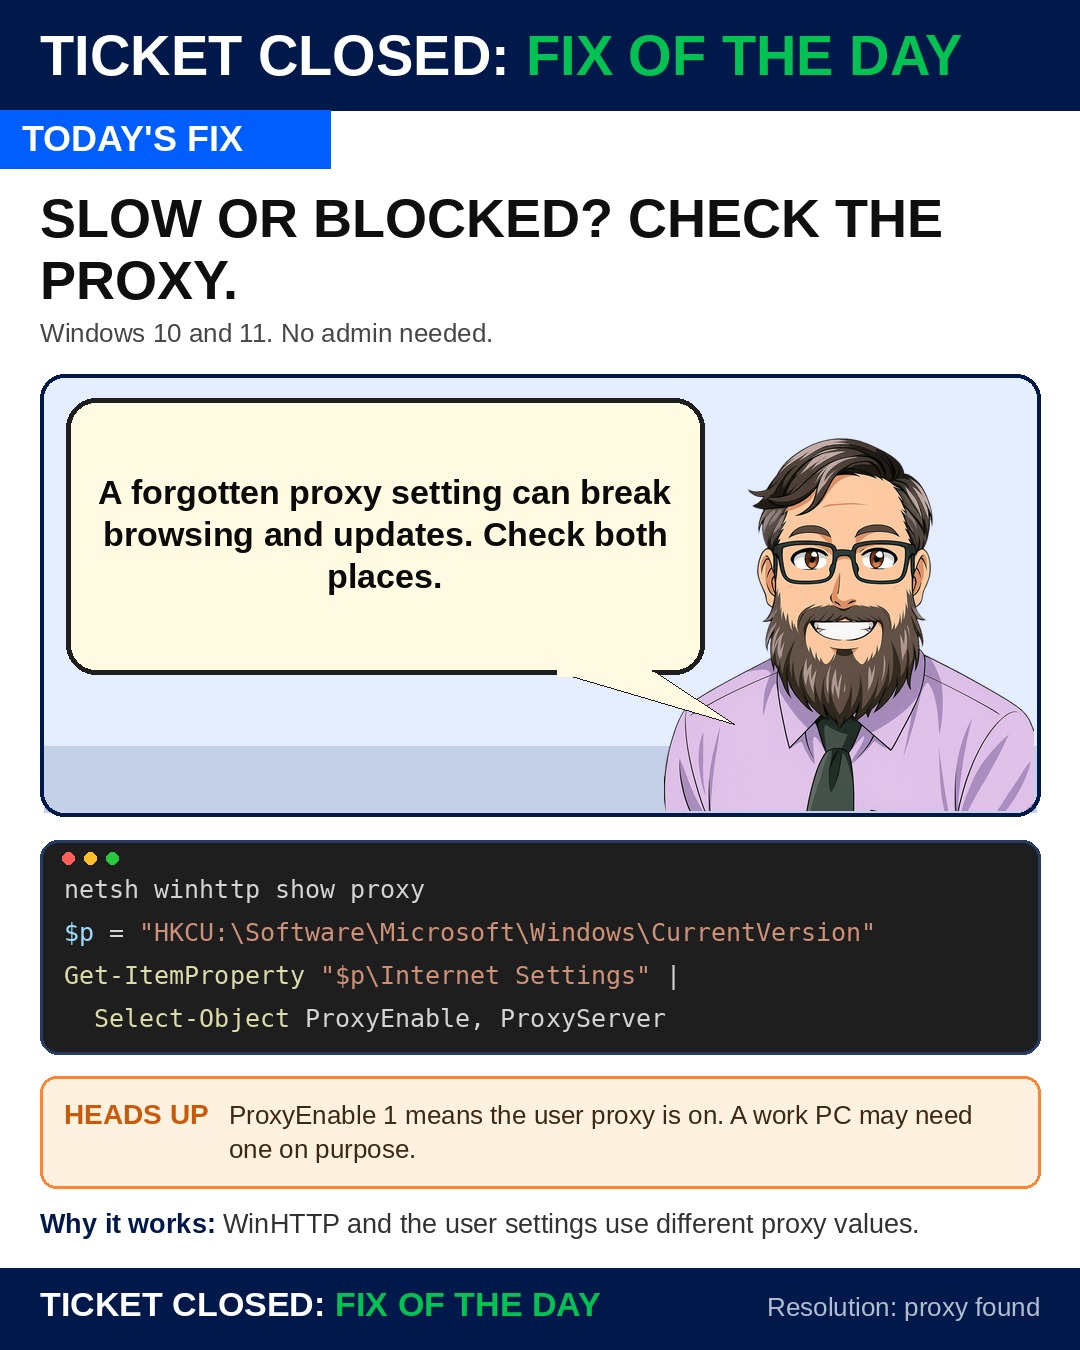 TICKET CLOSED: FIX OF THE DAY
TODAY'S FIX
SLOW OR BLOCKED? CHECK THE
PROXY.
Windows 10 and 11. No admin needed.
A forgotten proxy setting can break
browsing and updates. Check both
places.
netsh winhttp show proxy
$p = "HKCU:\Software\Microsoft\Windows\CurrentVersion"
Get-ItemProperty "$p\Internet Settings" |
  Select-Object ProxyEnable, ProxyServer
HEADS UP ProxyEnable 1 means the user proxy is on. A work PC may need
one on purpose.
Why it works: WinHTTP and the user settings use different proxy values.
TICKET CLOSED: FIX OF THE DAY Resolution: proxy found